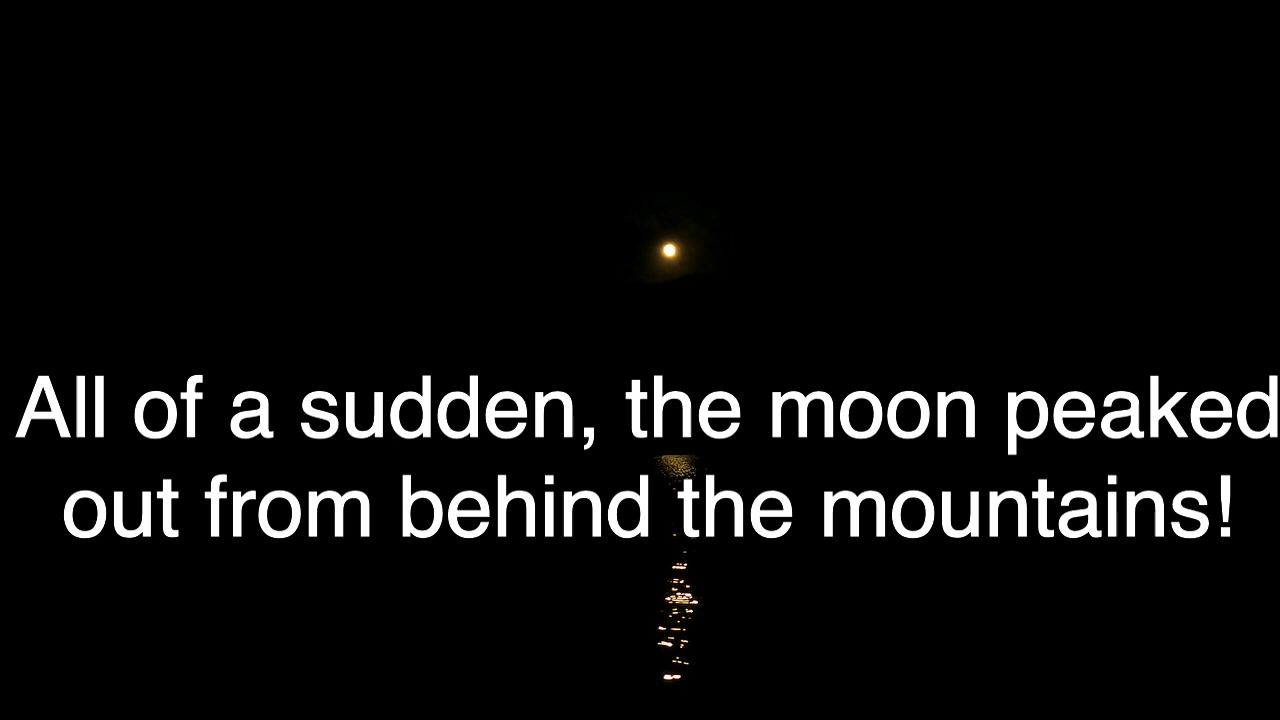 All of a sudden, the moon peaked
out from behind the mountains!